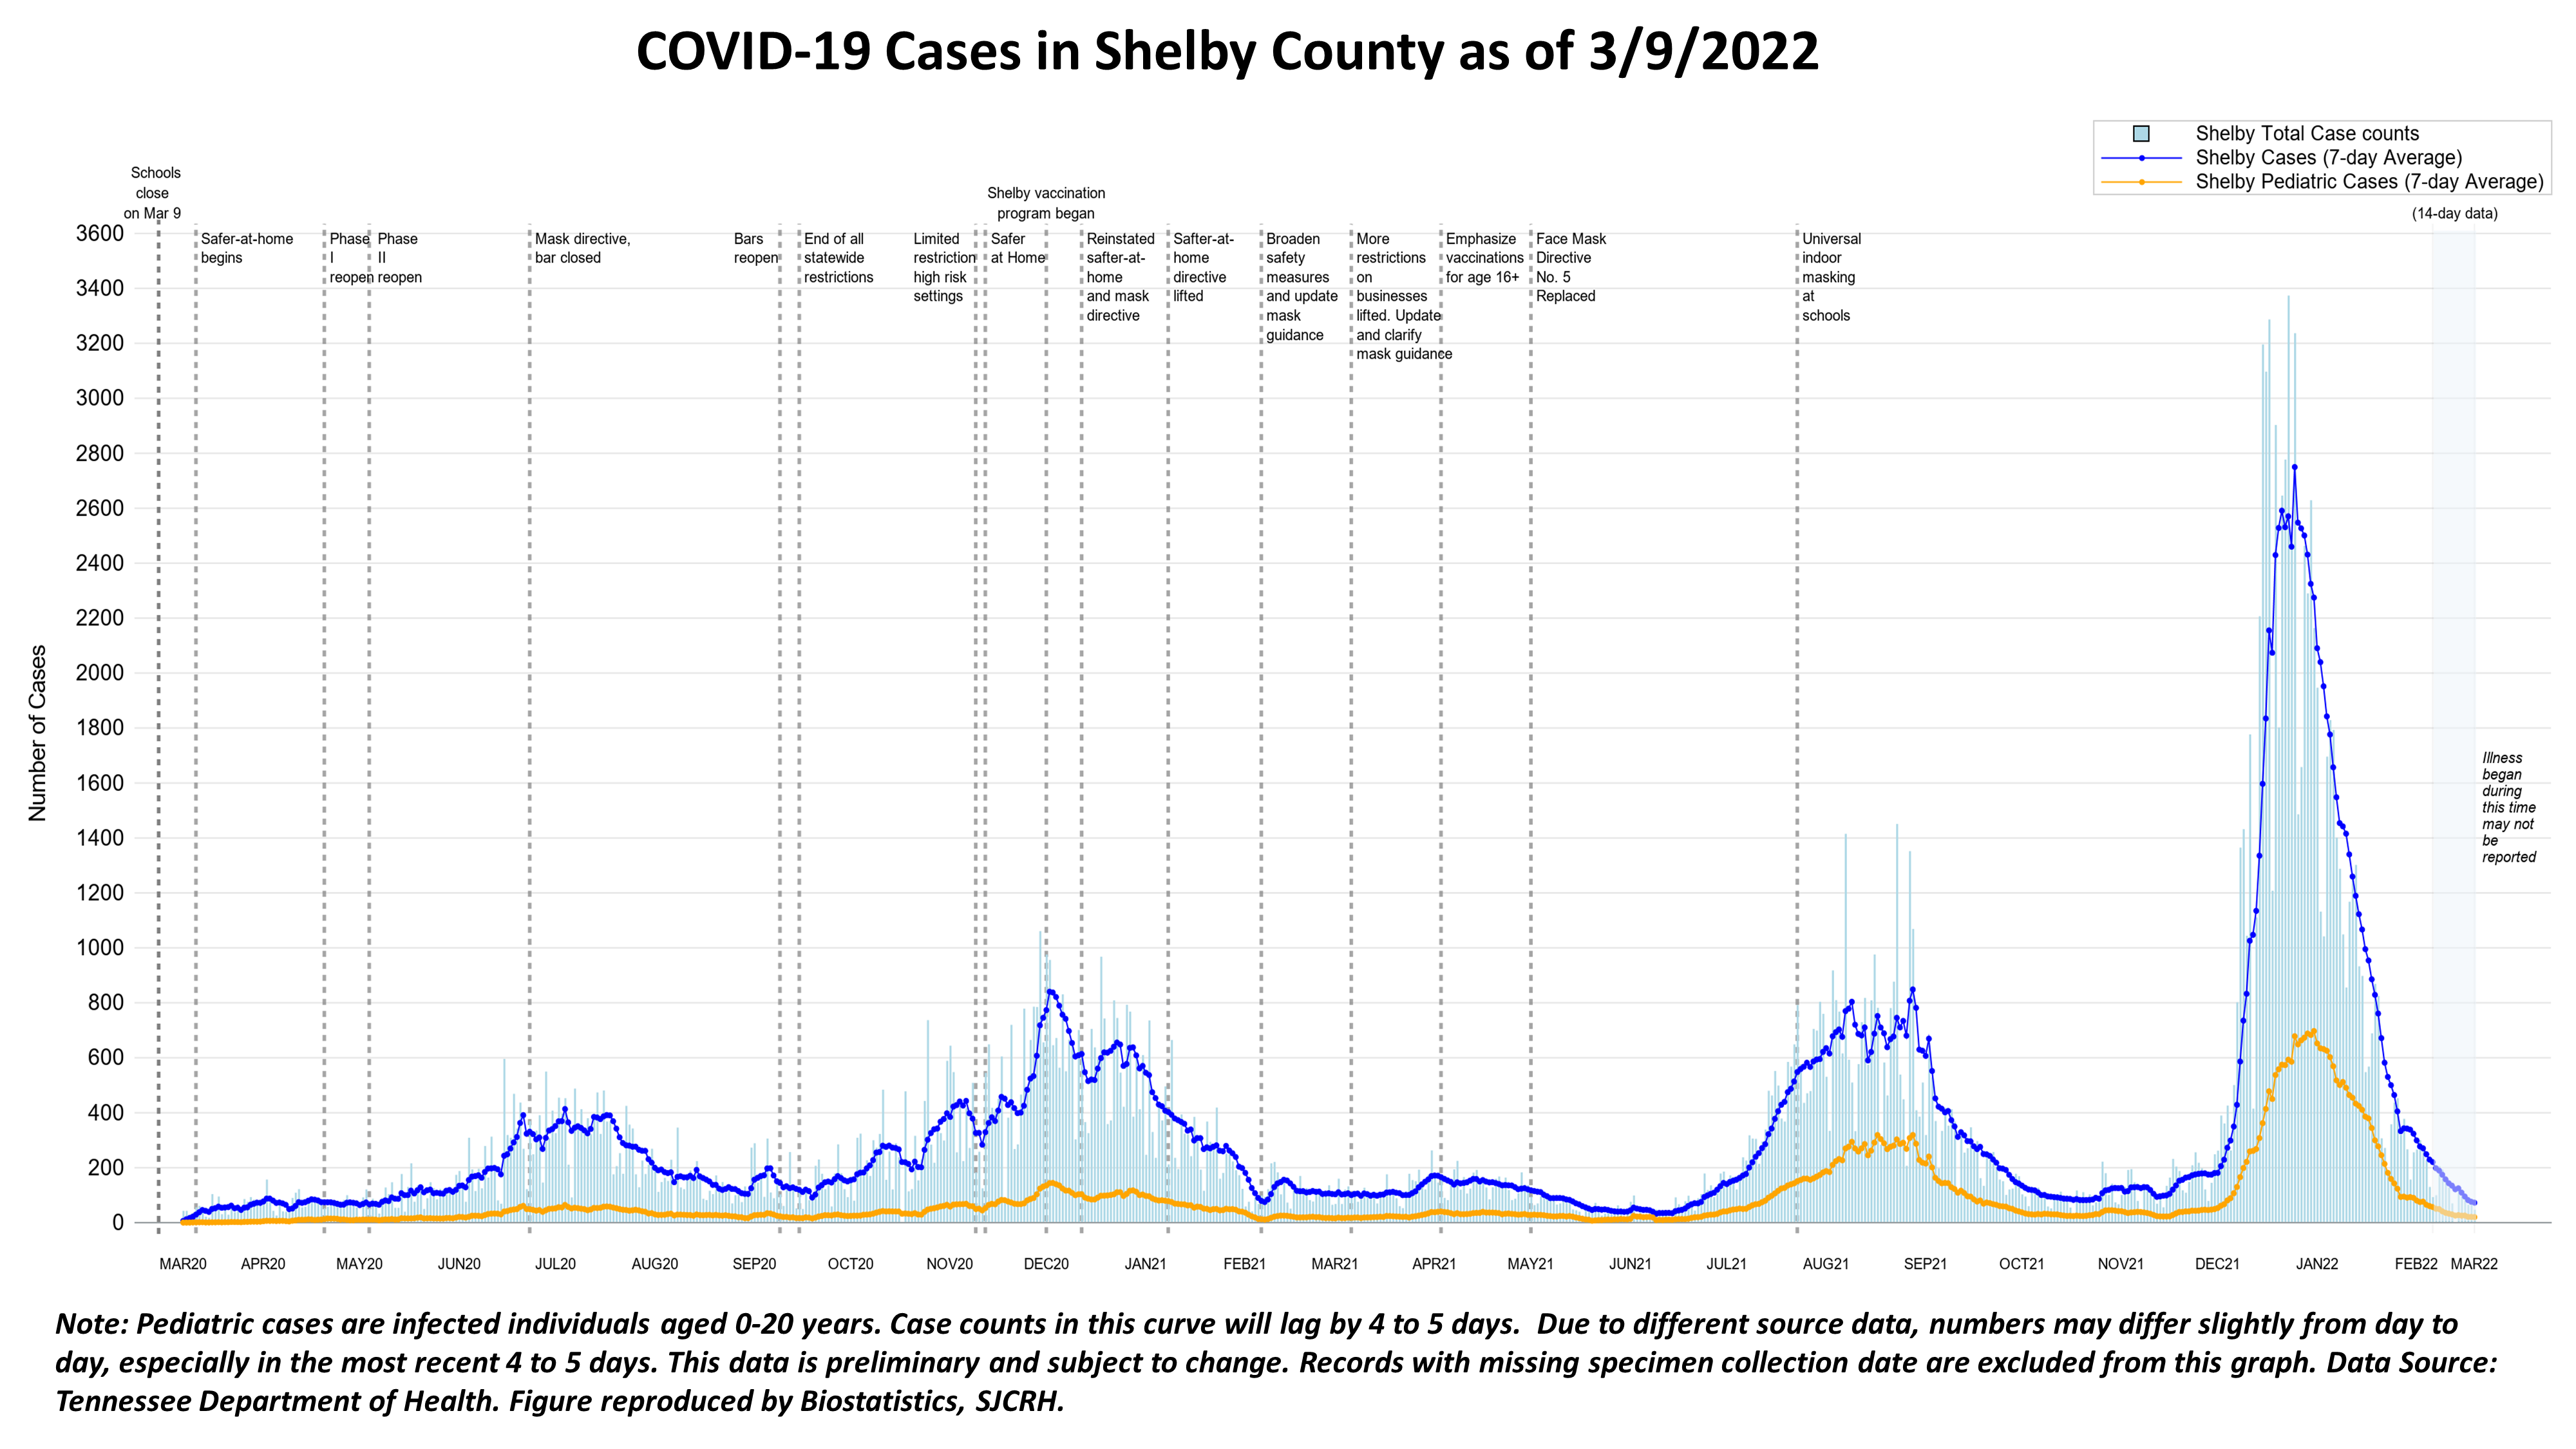 COVID-19 Cases in Shelby County as of 3/9/2022
Shelby Total Case counts
Shelby Cases (7-day Average)
Shelby Pediatric Cases (7-day Average)
(14-day data)
Schools
close
on Mar 9
Safer-at-home
begins
Phase
I
reopen
Phase
II
reopen
Mask directive,
bar closed
Bars
reopen
End of all
statewide
restrictions
Limited
restriction
high risk
settings
Shelby vaccination
program began
Safer
at Home
Reinstated
safter-at-
home
and mask
directive
Safter-at-
home
directive
lifted
Broaden
safety
measures
and update
mask
guidance
More
restrictions
on
businesses
lifted. Update
and clarify
mask guidance
Emphasize
vaccinations
for age 16+
Face Mask
Directive
No. 5
Replaced
Universal
indoor
masking
at
schools
Illness
began
during
this time
may not
be
reported
Number of Cases
3600
3400
3200
3000
2800
2600
2400
2200
2000
1800
1600
1400
1200
1000
800
600
400
200
0
MAR20 APR20 MAY20 JUN20 JUL20 AUG20 SEP20 OCT20 NOV20 DEC20 JAN21 FEB21 MAR21 APR21 MAY21 JUN21 JUL21 AUG21 SEP21 OCT21 NOV21 DEC21 JAN22 FEB22 MAR22
Note: Pediatric cases are infected individuals aged 0-20 years. Case counts in this curve will lag by 4 to 5 days.  Due to different source data, numbers may differ slightly from day to
day, especially in the most recent 4 to 5 days. This data is preliminary and subject to change. Records with missing specimen collection date are excluded from this graph. Data Source:
Tennessee Department of Health. Figure reproduced by Biostatistics, SJCRH.